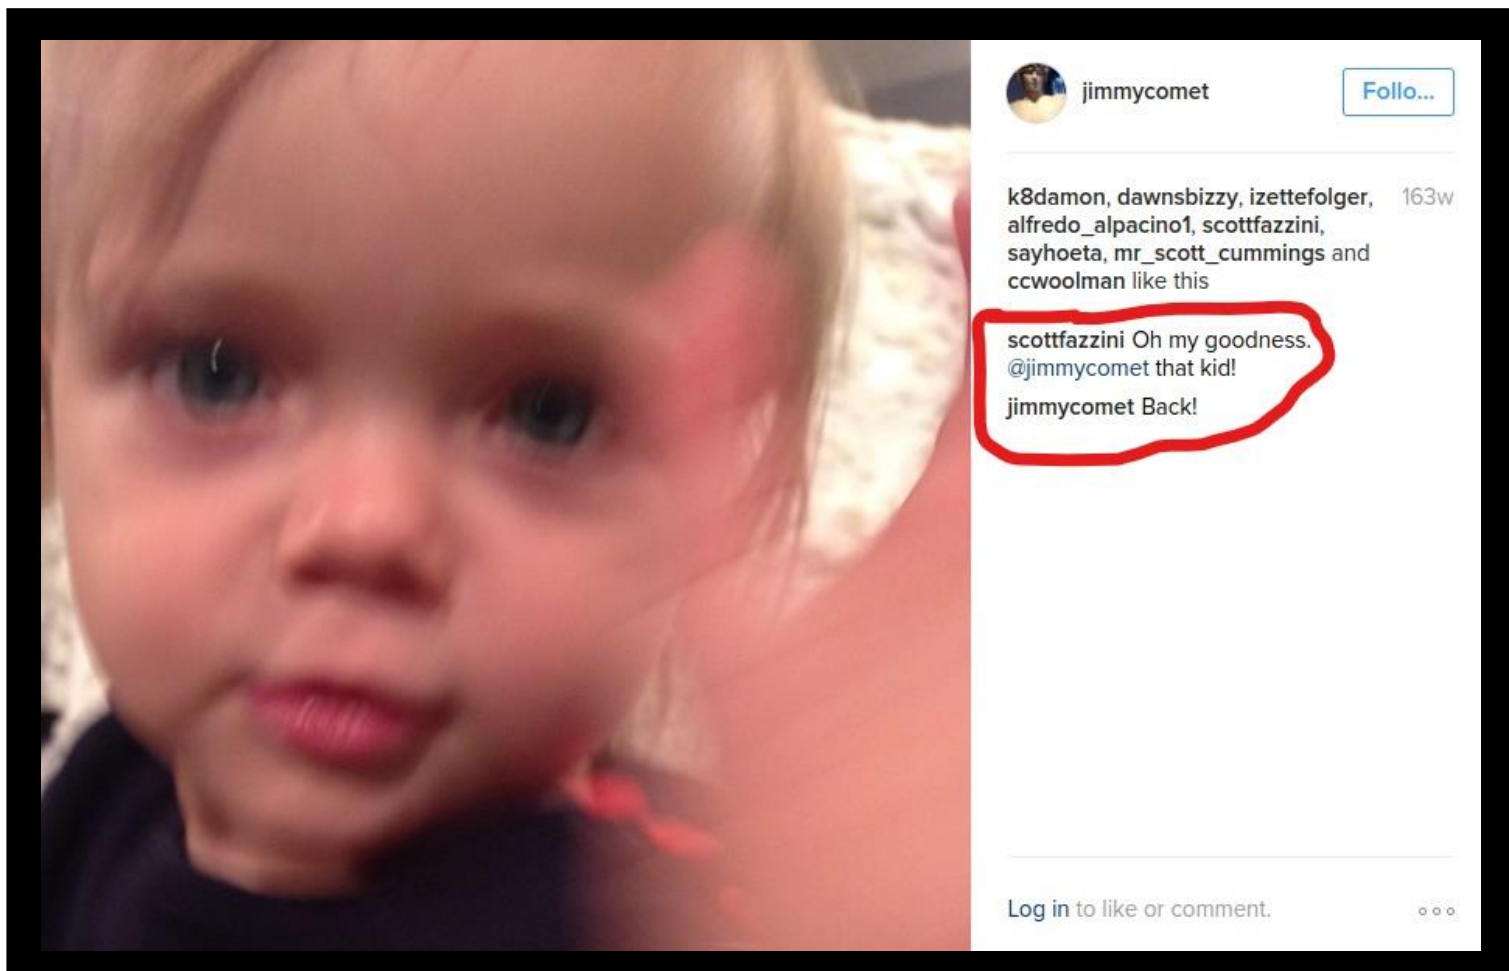 jimmycomet
Follo...
k8damon, dawnsbizzy, izettefolger,
163w
alfredo_alpacino1, scottfazzini,
sayhoeta, mr_scott_cummings and
ccwoolman like this
scottfazzini Oh my goodness.
@jimmycomet that kid!
jimmycomet Back!
Log in to like or comment.